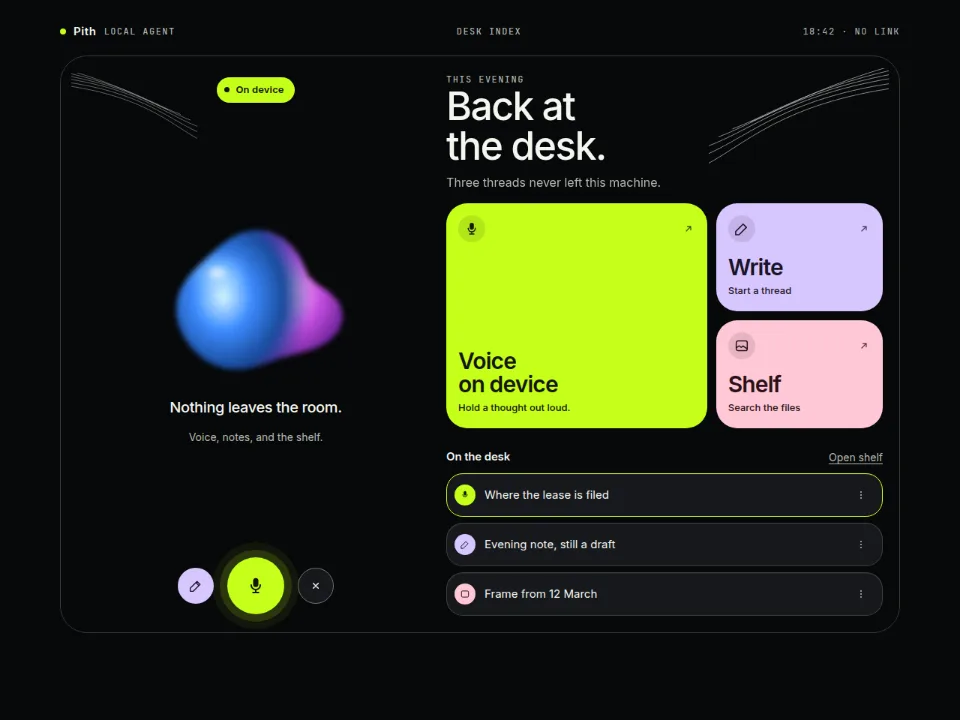 Pith LOCAL AGENT
DESK INDEX
18:42 · NO LINK
On device
Nothing leaves the room.
Voice, notes, and the shelf.
THIS EVENING
Back at
the desk.
Three threads never left this machine.
Voice
on device
Hold a thought out loud.
Write
Start a thread
Shelf
Search the files
On the desk
Open shelf
Where the lease is filed
Evening note, still a draft
Frame from 12 March